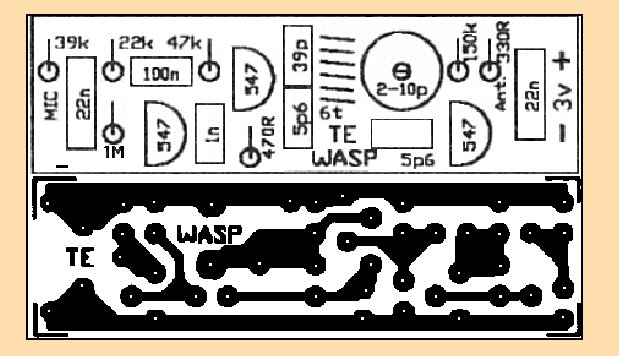 39k 22k 47k
MIC 22n 100n 547 39p 2-10p 150k Ant. 330R 22n + 3v −
6t
1M 547 1n 470R 5p6 TE 547
WASP 5p6
WASP
TE